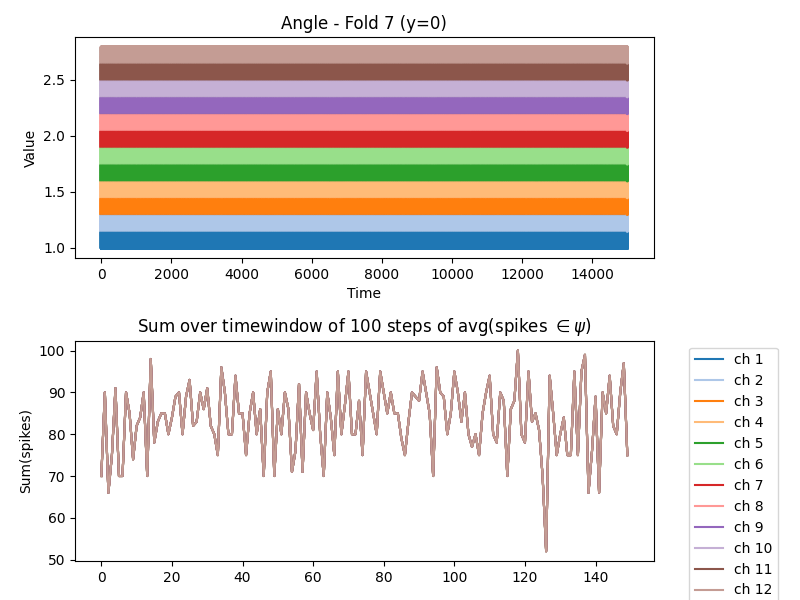 Angle - Fold 7 (y=0)
Value
2.5
2.0
1.5
1.0
0 2000 4000 6000 8000 10000 12000 14000
Time
Sum over timewindow of 100 steps of avg(spikes ∈ ψ)
Sum(spikes)
100
90
80
70
60
50
0 20 40 60 80 100 120 140
ch 1
ch 2
ch 3
ch 4
ch 5
ch 6
ch 7
ch 8
ch 9
ch 10
ch 11
ch 12